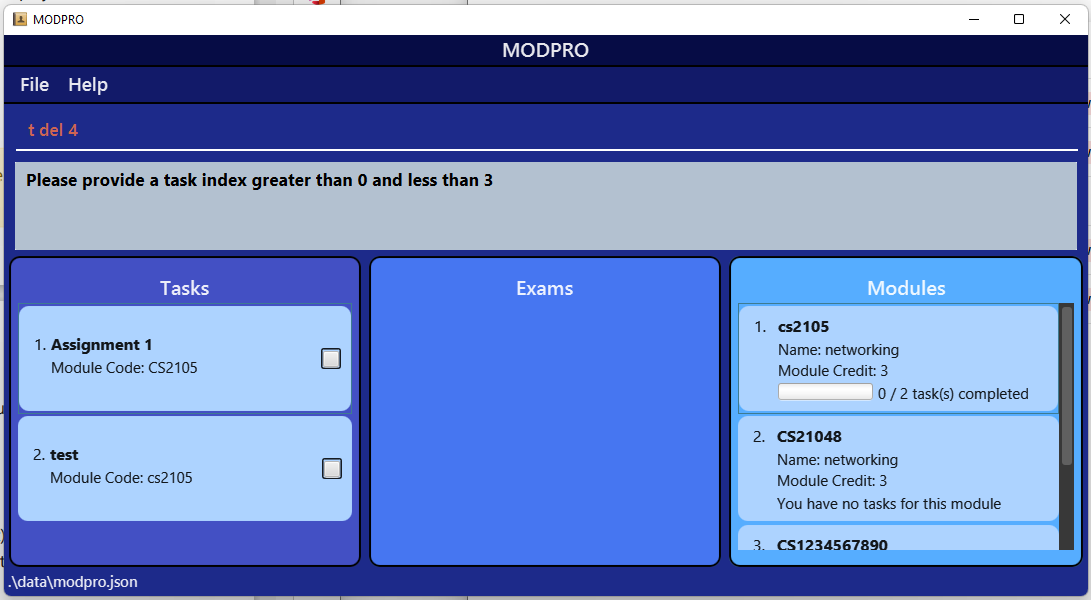 MODPRO
MODPRO
File Help
t del 4
Please provide a task index greater than 0 and less than 3
Tasks
1. Assignment 1
Module Code: CS2105
2. test
Module Code: cs2105
Exams
Modules
1. cs2105
Name: networking
Module Credit: 3
0 / 2 task(s) completed
2. CS21048
Name: networking
Module Credit: 3
You have no tasks for this module
3. CS1234567890
.\data\modpro.json